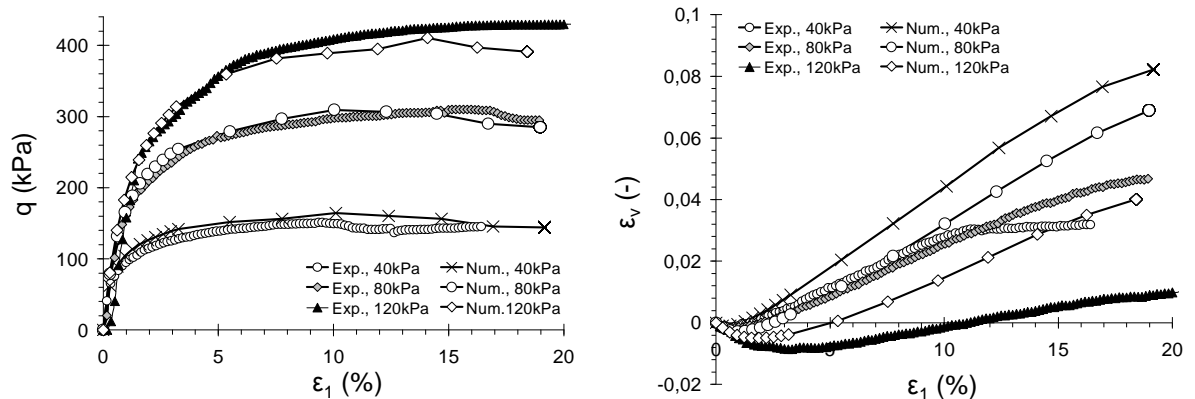 q (kPa)
400
300
200
100
0
Exp., 40kPa Num., 40kPa
Exp., 80kPa Num., 80kPa
Exp., 120kPa Num.120kPa
0 5 10 15 20
ε1 (%)
εv (-)
0,1
0,08
0,06
0,04
0,02
0
-0,02
Exp., 40kPa Num., 40kPa
Exp., 80kPa Num., 80kPa
Exp., 120kPa Num., 120kPa
0 5 10 15 20
ε1 (%)